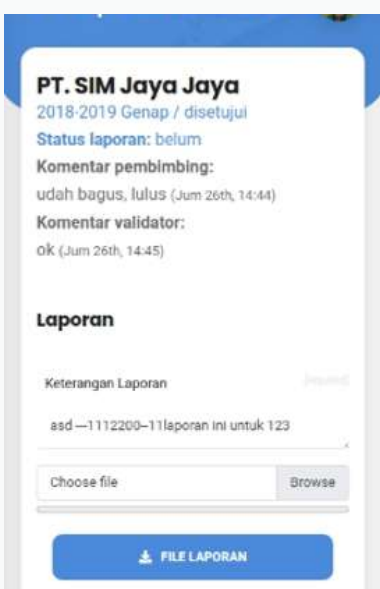 PT. SIM Jaya Jaya
2018-2019 Genap / disetujui
Status laporan: belum
Komentar pembimbing:
udah bagus, lulus (Jum 26th, 14:44)
Komentar validator:
ok (Jum 26th, 14:45)
Laporan
Keterangan Laporan
asd —1112200–11laporan ini untuk 123
Choose file Browse
FILE LAPORAN